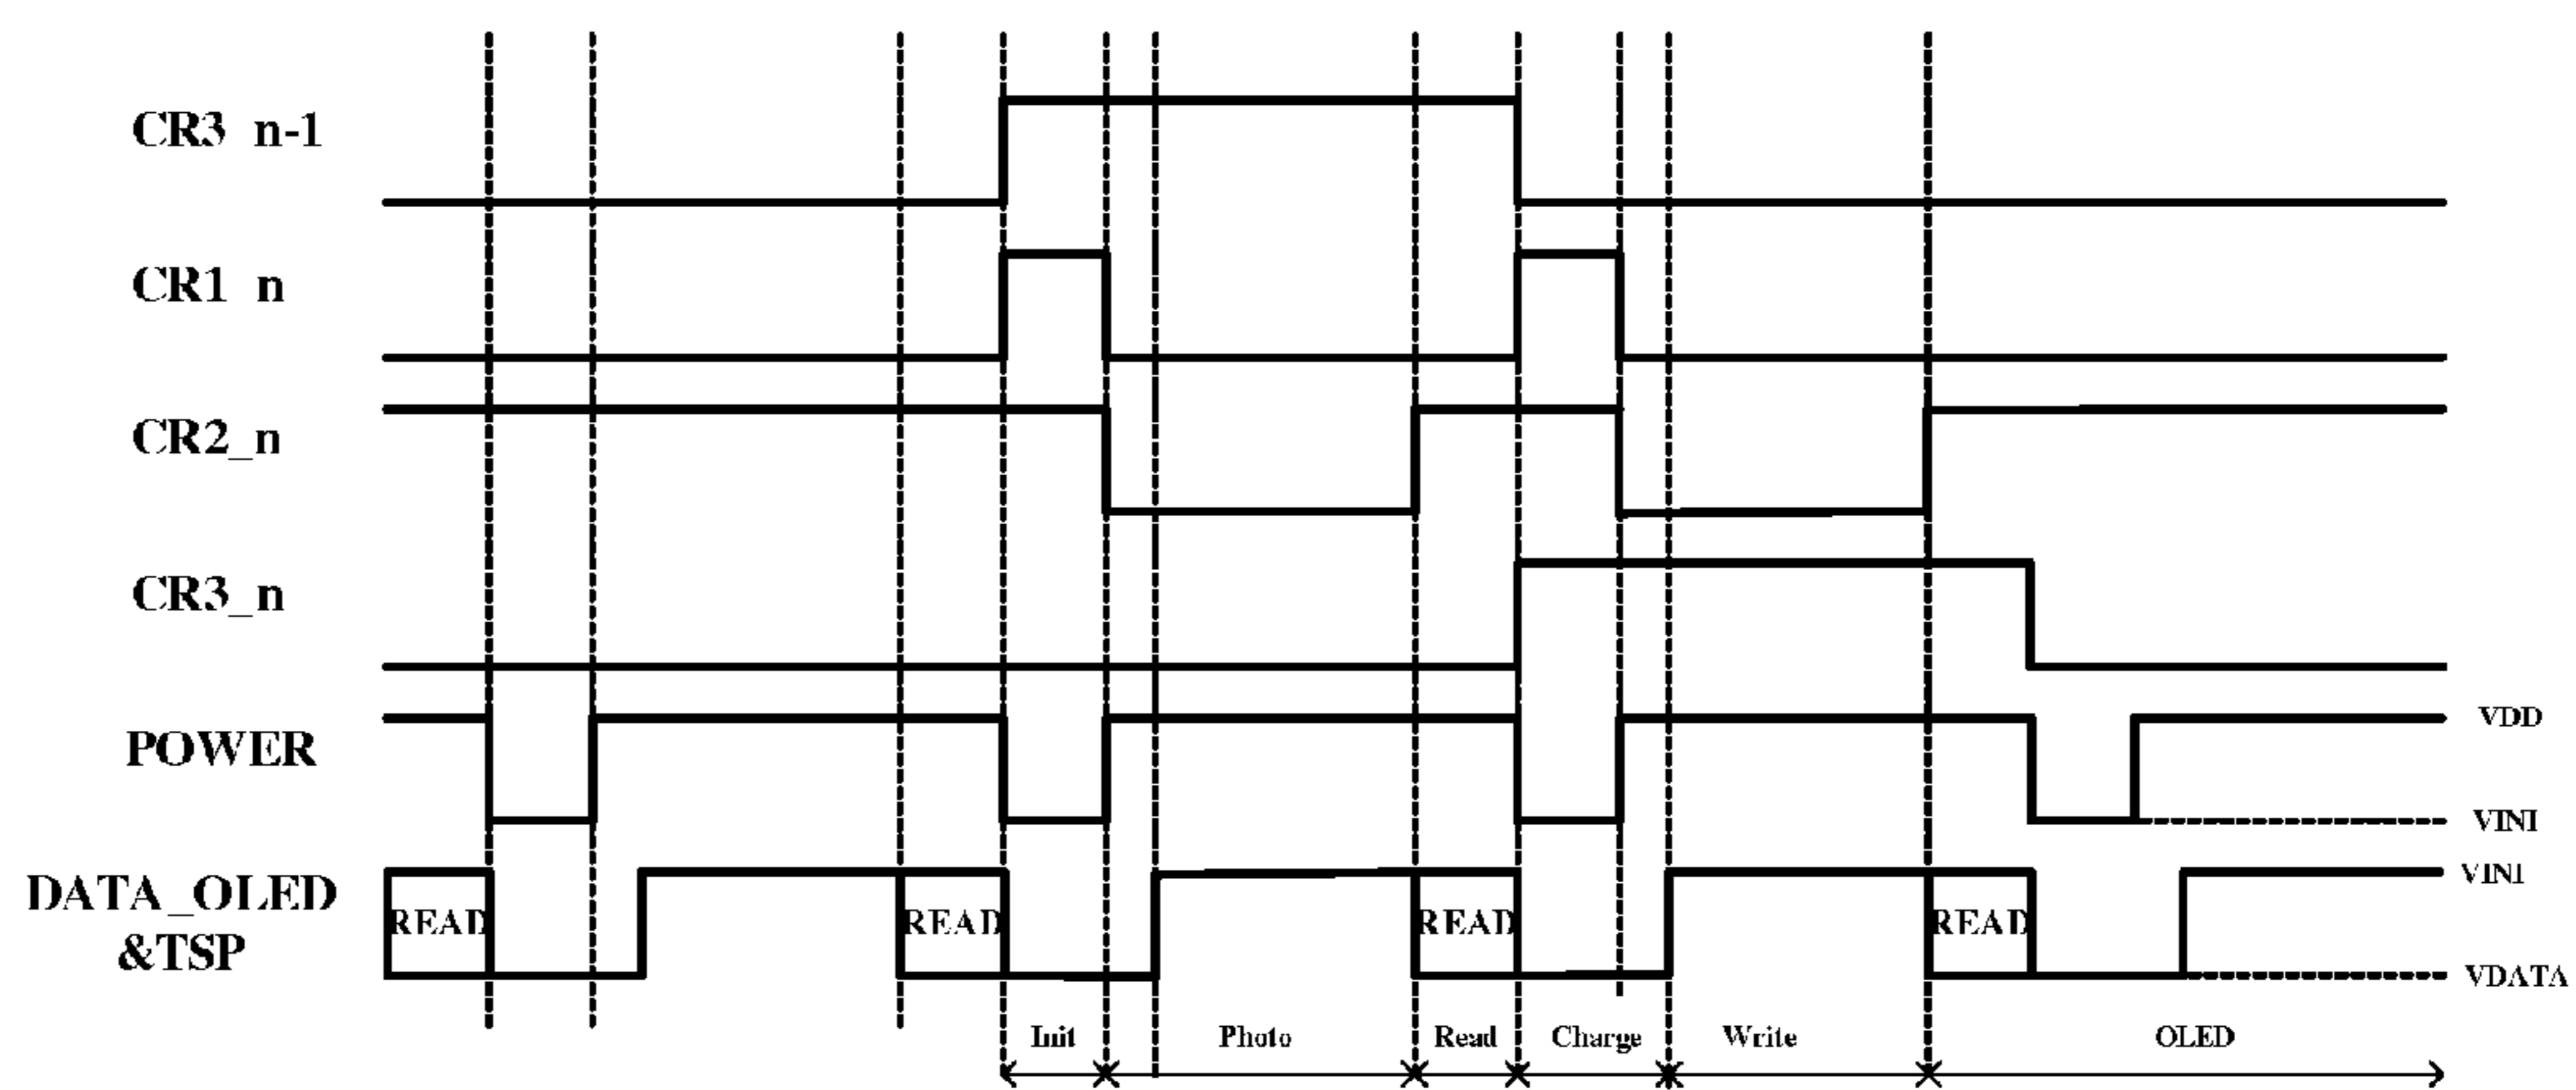 CR3 n-1
CR1 n
CR2_n
CR3_n
POWER
VDD
VINI
DATA_OLED
&TSP
READ
READ
READ
READ
VINI
VDATA
Init
Photo
Read
Charge
Write
OLED